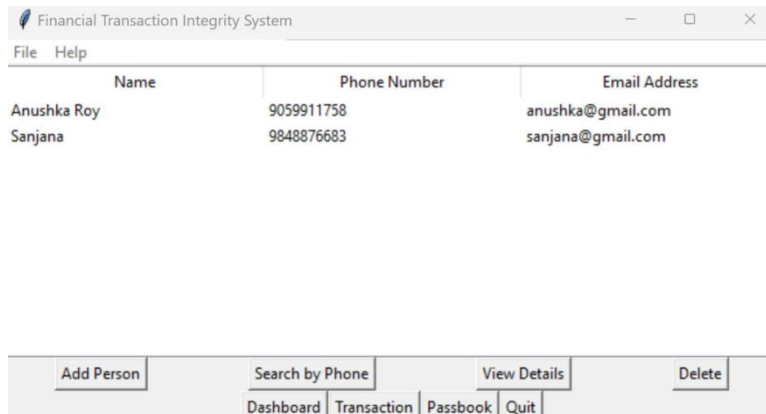 Financial Transaction Integrity System
File Help
Name Phone Number Email Address
Anushka Roy 9059911758 anushka@gmail.com
Sanjana 9848876683 sanjana@gmail.com
Add Person Search by Phone View Details Delete
Dashboard Transaction Passbook Quit